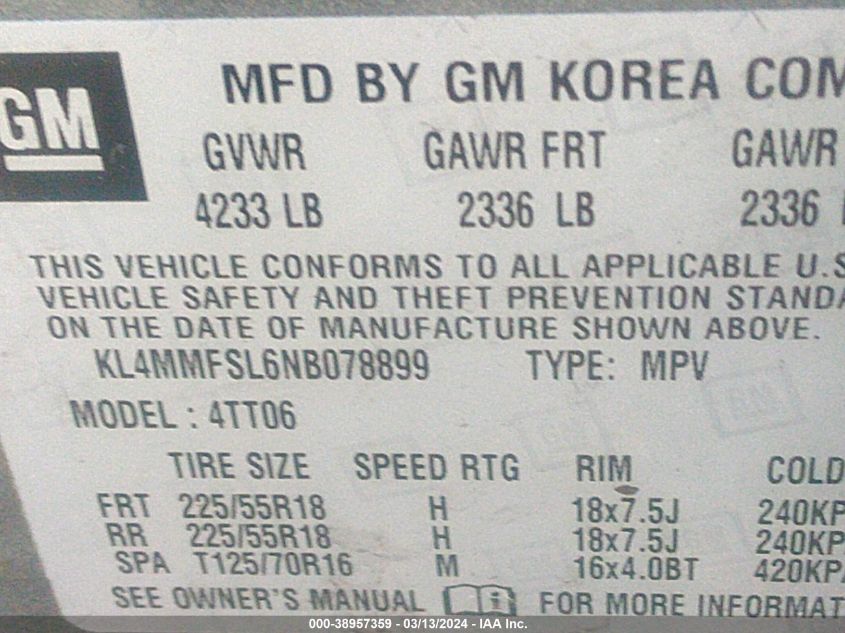 GM
MFD BY GM KOREA COM
GVWR GAWR FRT GAWR
4233 LB 2336 LB 2336
THIS VEHICLE CONFORMS TO ALL APPLICABLE U.S
VEHICLE SAFETY AND THEFT PREVENTION STANDA
ON THE DATE OF MANUFACTURE SHOWN ABOVE.
KL4MMFSL6NB078899 TYPE: MPV
MODEL : 4TT06
TIRE SIZE SPEED RTG RIM COLD
FRT 225/55R18 H 18x7.5J 240KP
RR 225/55R18 H 18x7.5J 240KP
SPA T125/70R16 M 16x4.0BT 420KPA
SEE OWNER'S MANUAL i FOR MORE INFORMAT
000-38957359 - 03/13/2024 - IAA Inc.